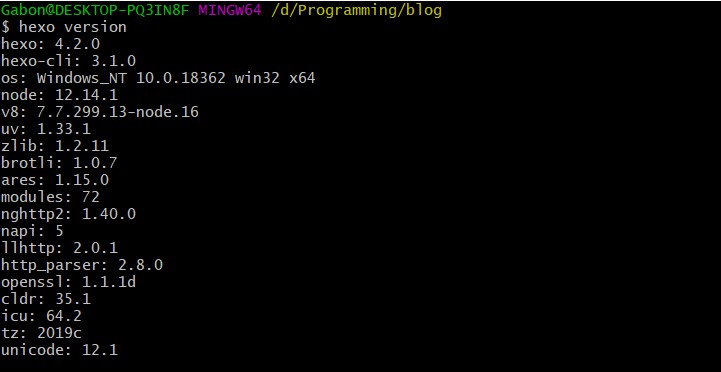 Gabon@DESKTOP-PQ3IN8F MINGW64 /d/Programming/blog
$ hexo version
hexo: 4.2.0
hexo-cli: 3.1.0
os: Windows_NT 10.0.18362 win32 x64
node: 12.14.1
v8: 7.7.299.13-node.16
uv: 1.33.1
zlib: 1.2.11
brotli: 1.0.7
ares: 1.15.0
modules: 72
nghttp2: 1.40.0
napi: 5
llhttp: 2.0.1
http_parser: 2.8.0
openssl: 1.1.1d
cldr: 35.1
icu: 64.2
tz: 2019c
unicode: 12.1